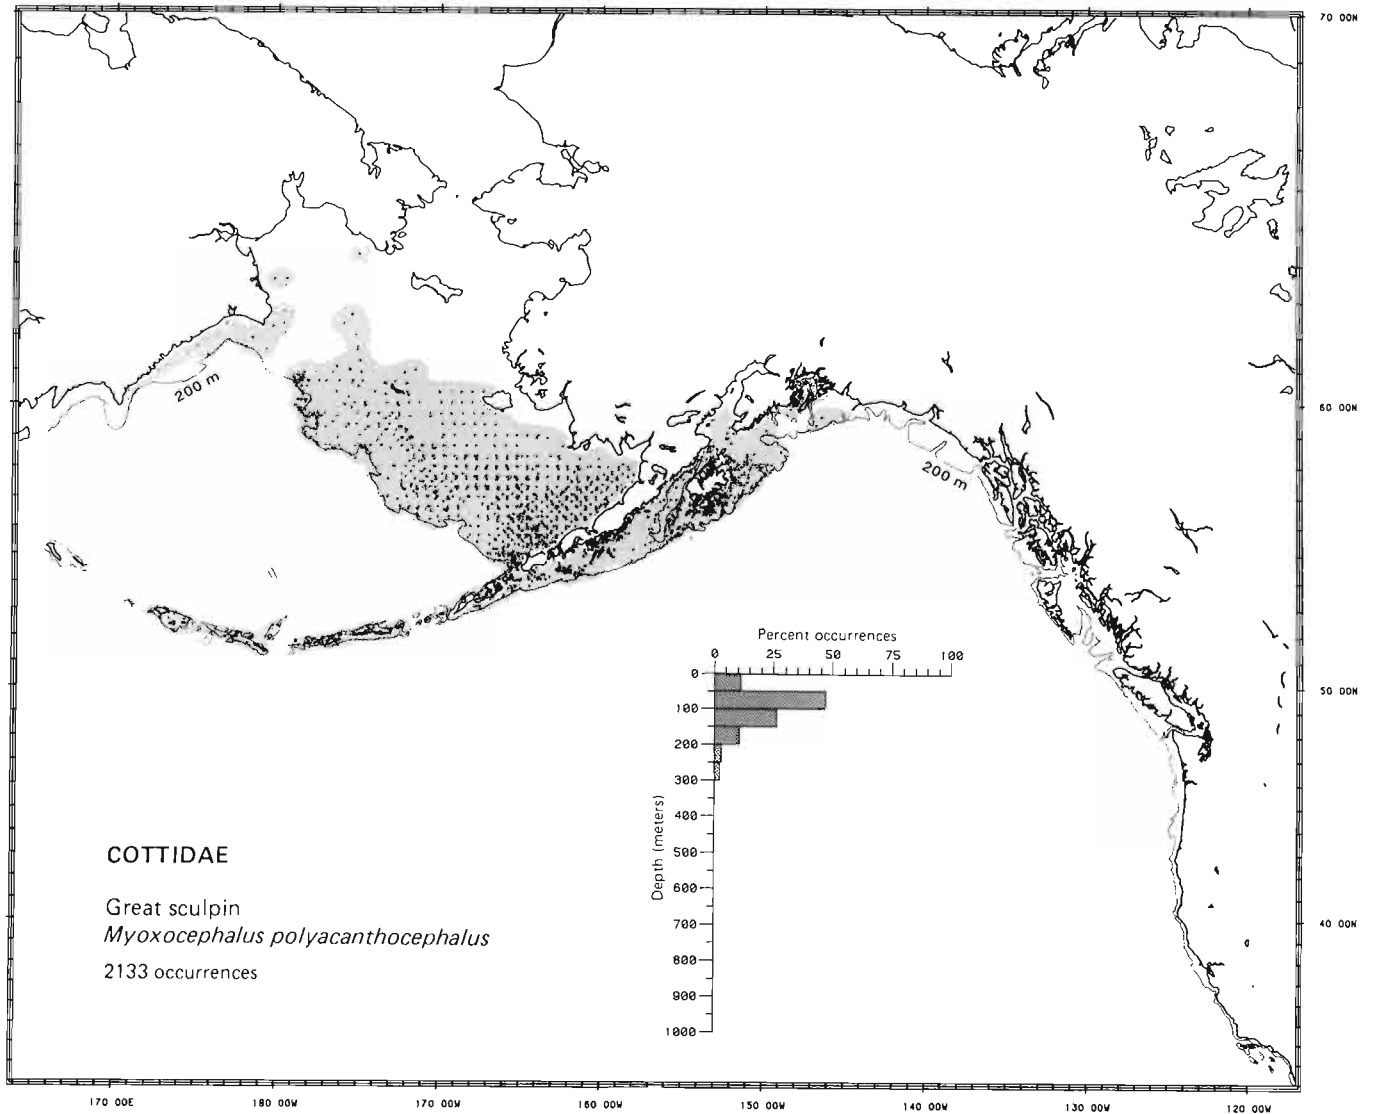 70 00N
200 m
60 00N
200 m
Percent occurrences
0 25 50 75 100
50 00N
0
100
200
300
400
500
600
700
800
900
1000
Depth (meters)
COTTIDAE
Great sculpin
Myoxocephalus polyacanthocephalus
2133 occurrences
40 00N
170 00E 180 00W 170 00W 160 00W 150 00W 140 00W 130 00W 120 00W